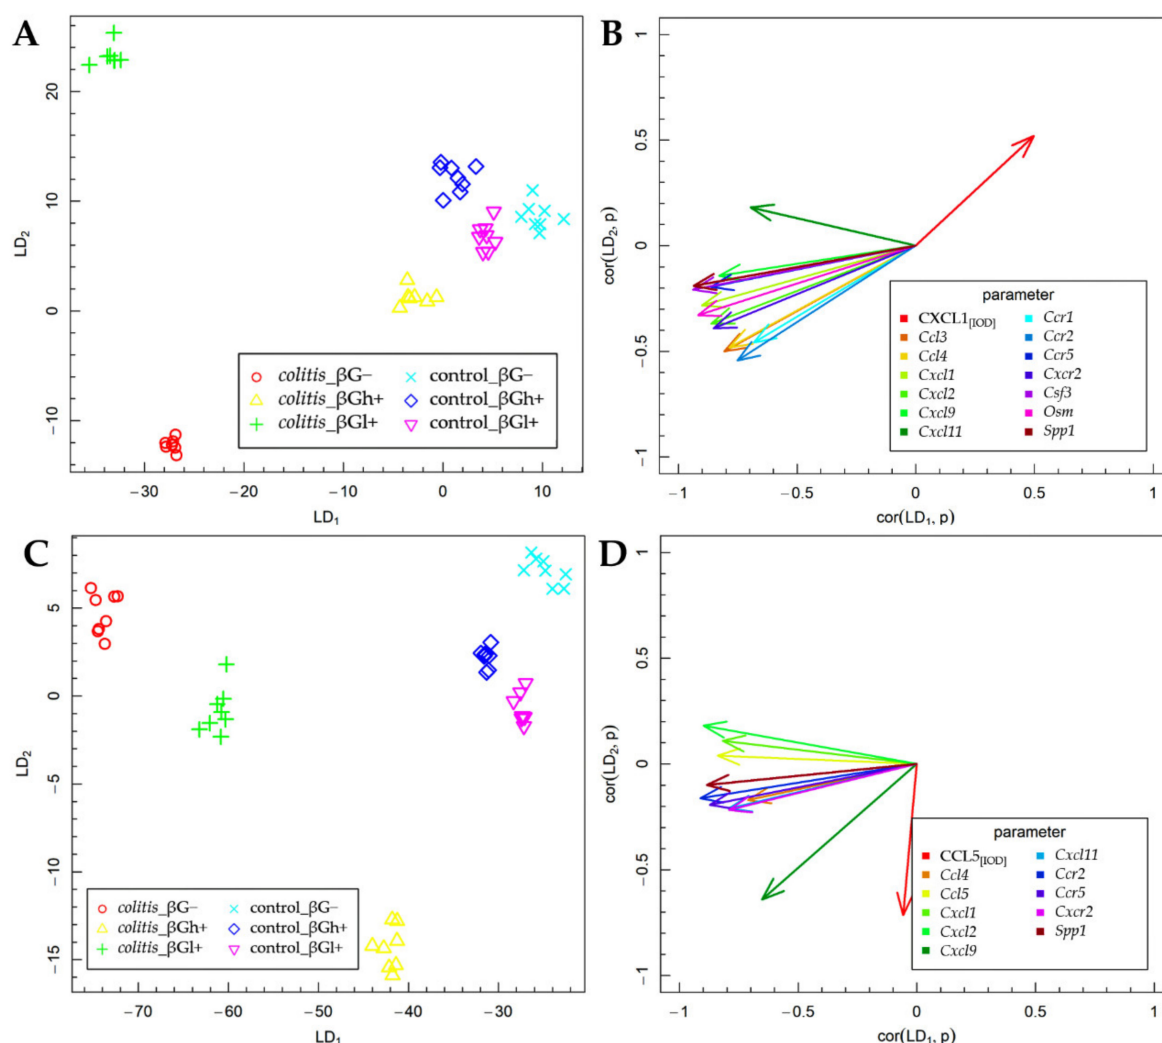 A
20
10
0
−10
LD2
−30
−20
−10
0
10
LD1
colitis_βG−
colitis_βGh+
colitis_βGl+
control_βG−
control_βGh+
control_βGl+
B
1
0.5
0
−0.5
−1
cor(LD2, p)
−1
−0.5
0
0.5
1
cor(LD1, p)
parameter
CXCL1[IOD]
Ccl3
Ccl4
Cxcl1
Cxcl2
Cxcl9
Cxcl11
Ccr1
Ccr2
Ccr5
Cxcr2
Csf3
Osm
Spp1
C
5
0
−5
−10
−15
LD2
−70
−60
−50
−40
−30
LD1
colitis_βG−
colitis_βGh+
colitis_βGl+
control_βG−
control_βGh+
control_βGl+
D
1
0.5
0
−0.5
−1
cor(LD2, p)
−1
−0.5
0
0.5
1
cor(LD1, p)
parameter
CCL5[IOD]
Ccl4
Ccl5
Cxcl1
Cxcl2
Cxcl9
Cxcl11
Ccr2
Ccr5
Cxcr2
Spp1